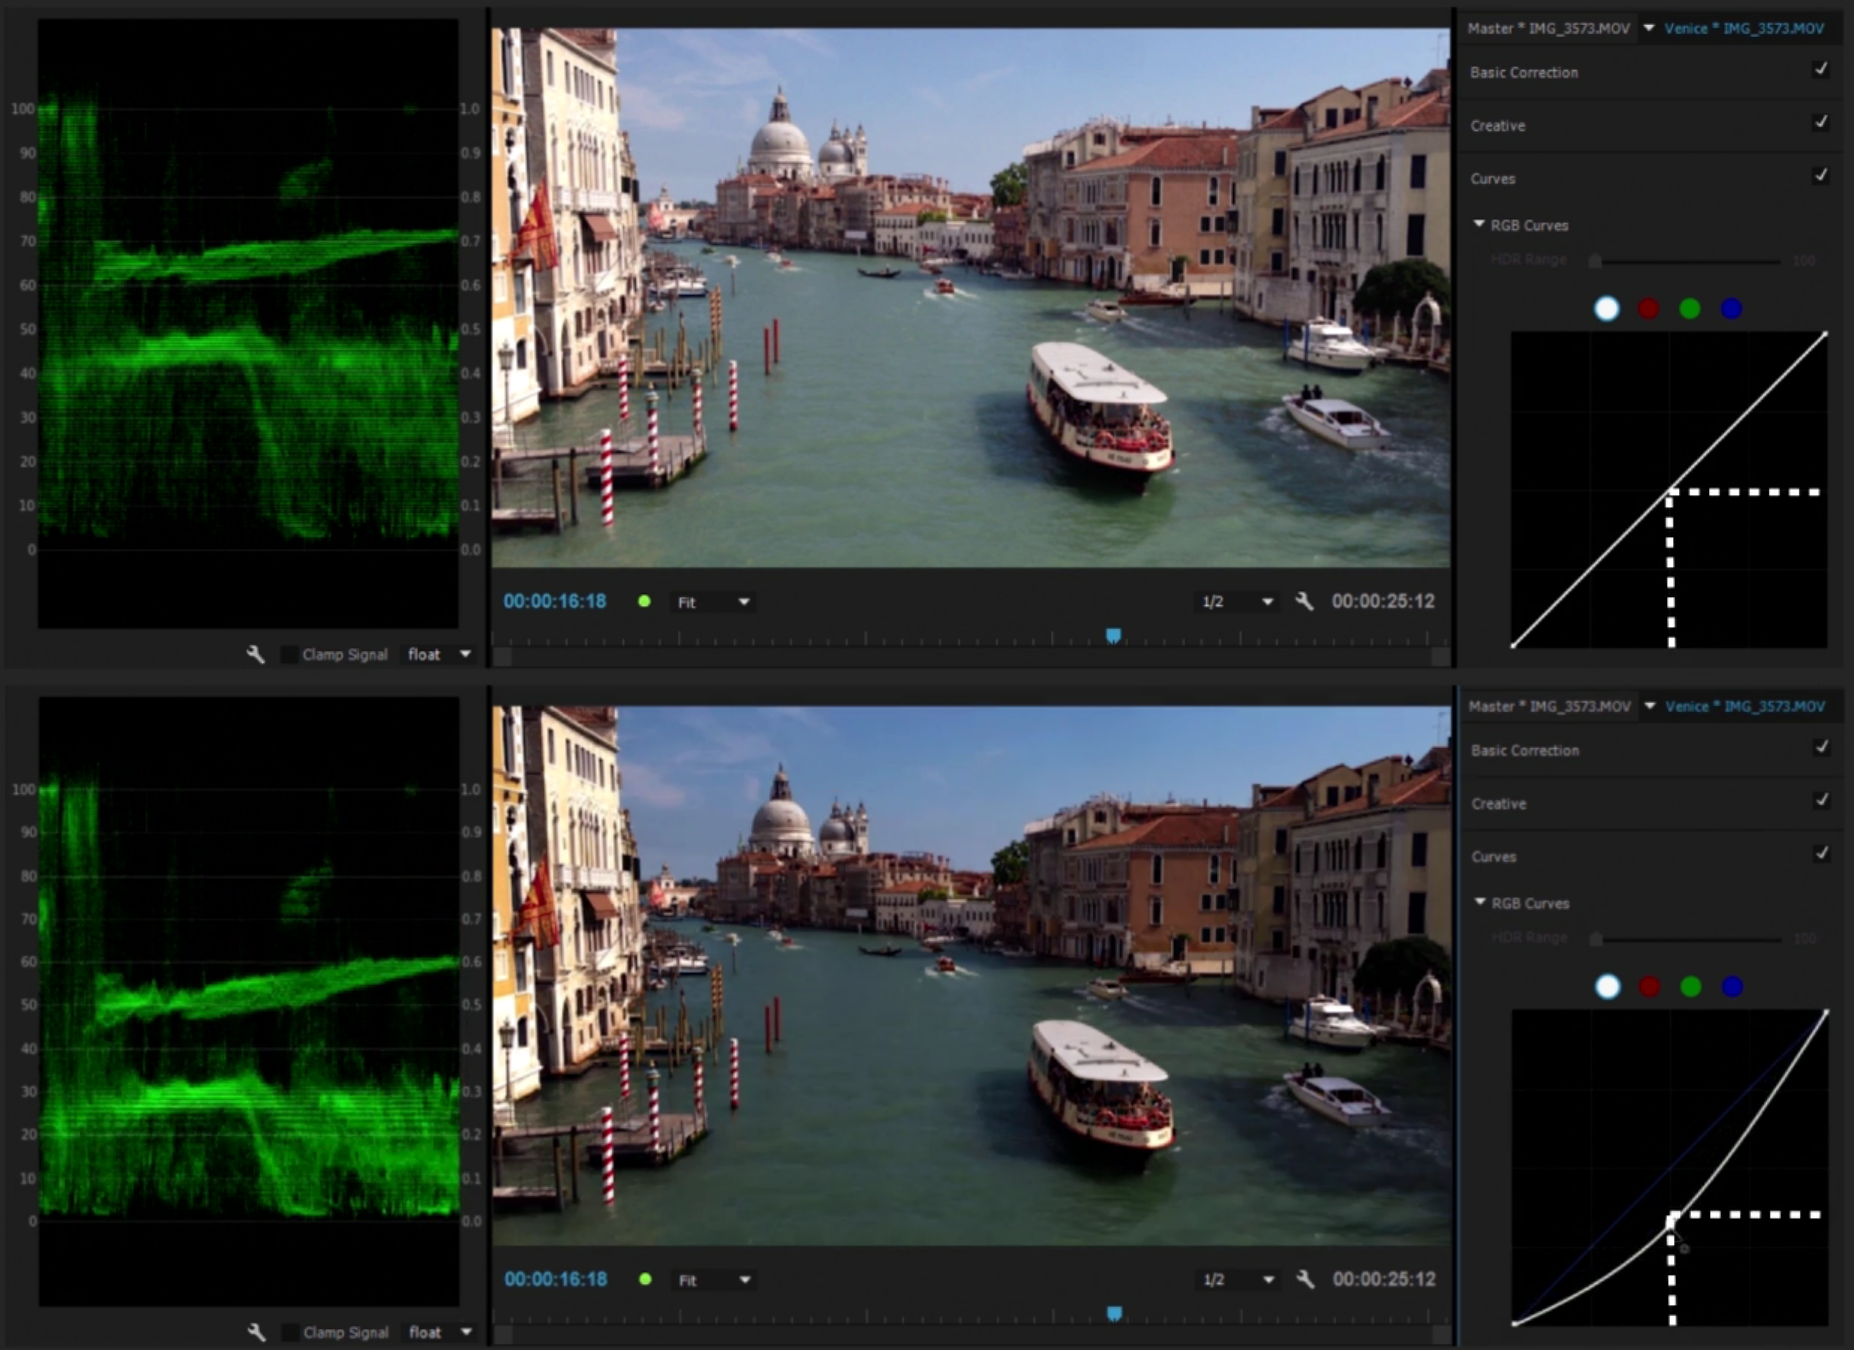 Master * IMG_3573.MOV Venice * IMG_3573.MOV
Basic Correction
Creative
Curves
RGB Curves
HDR Range 100
100 1.0
90 0.9
80 0.8
70 0.7
60 0.6
50 0.5
40 0.4
30 0.3
20 0.2
10 0.1
0 0.0
00:00:16:18 Fit 1/2 00:00:25:12
Clamp Signal float
Master * IMG_3573.MOV Venice * IMG_3573.MOV
Basic Correction
Creative
Curves
RGB Curves
HDR Range 100
100 1.0
90 0.9
80 0.8
70 0.7
60 0.6
50 0.5
40 0.4
30 0.3
20 0.2
10 0.1
0 0.0
00:00:16:18 Fit 1/2 00:00:25:12
Clamp Signal float